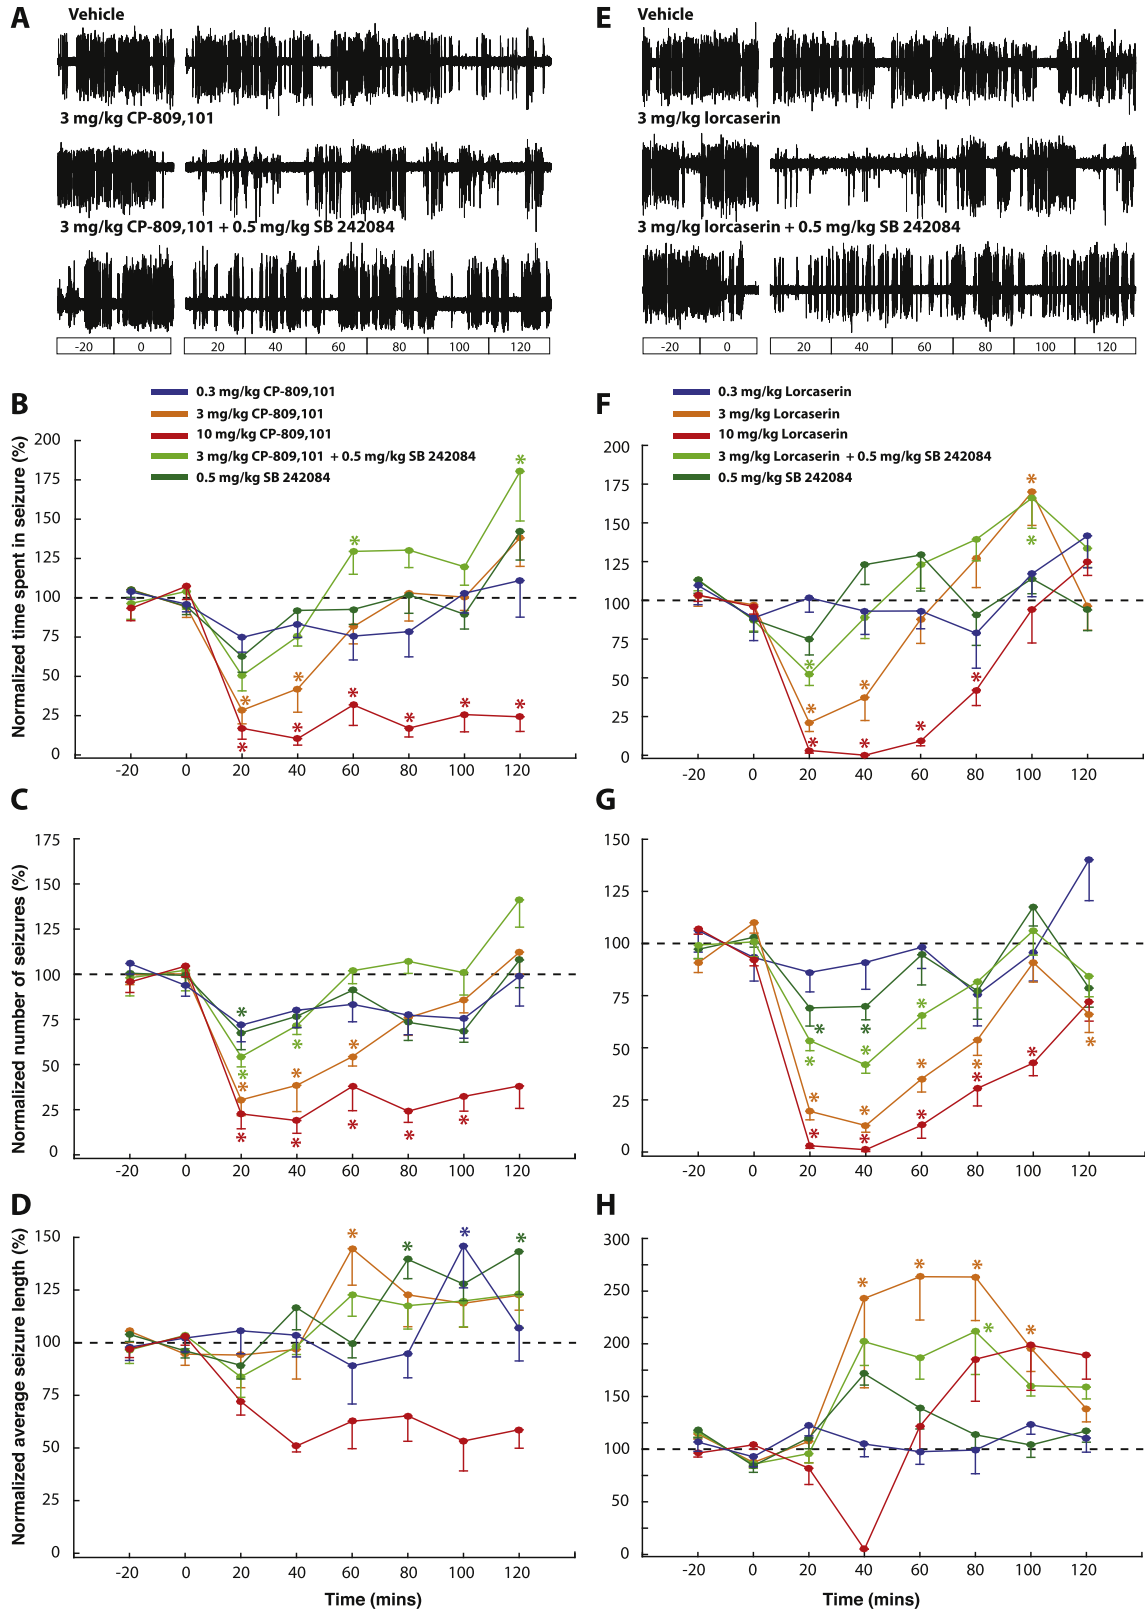 A
Vehicle
3 mg/kg CP-809,101
3 mg/kg CP-809,101 + 0.5 mg/kg SB 242084
-20 0 20 40 60 80 100 120
E
Vehicle
3 mg/kg lorcaserin
3 mg/kg lorcaserin + 0.5 mg/kg SB 242084
-20 0 20 40 60 80 100 120
B
0.3 mg/kg CP-809,101
3 mg/kg CP-809,101
10 mg/kg CP-809,101
3 mg/kg CP-809,101 + 0.5 mg/kg SB 242084
0.5 mg/kg SB 242084
Normalized time spent in seizure (%)
200
175
150
125
100
75
50
25
0
* * * * * * * * * *
-20 0 20 40 60 80 100 120
F
0.3 mg/kg Lorcaserin
3 mg/kg Lorcaserin
10 mg/kg Lorcaserin
3 mg/kg Lorcaserin + 0.5 mg/kg SB 242084
0.5 mg/kg SB 242084
200
175
150
125
100
75
50
25
0
* * * * * * * * *
-20 0 20 40 60 80 100 120
C
Normalized number of seizures (%)
175
150
125
100
75
50
25
0
* * * * * * * * * * *
-20 0 20 40 60 80 100 120
G
150
125
100
75
50
25
0
* * * * * * * * * * * * * * *
-20 0 20 40 60 80 100 120
D
Normalized average seizure length (%)
150
125
100
75
50
25
0
* * * *
-20 0 20 40 60 80 100 120
Time (mins)
H
300
250
200
150
100
50
0
* * * * *
-20 0 20 40 60 80 100 120
Time (mins)